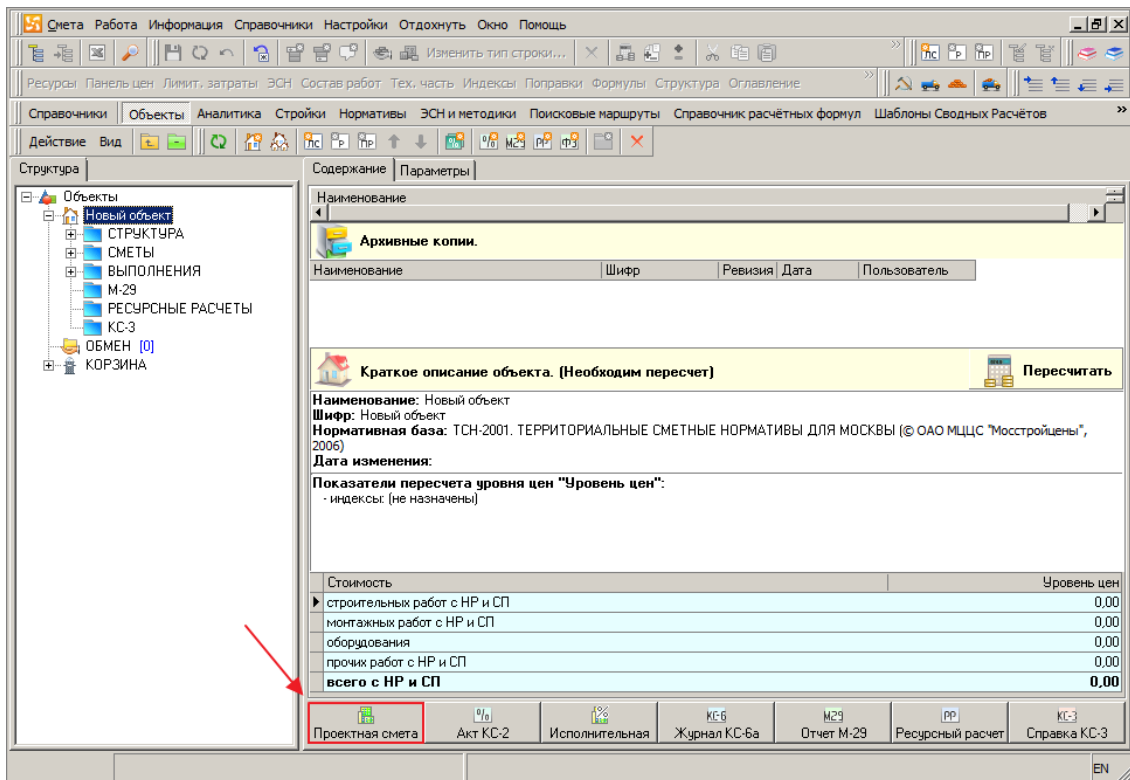 Смета Работа Информация Справочники Настройки Отдохнуть Окно Помощь
Изменить тип строки...
Ресурсы Панель цен Лимит. затраты ЭСН Состав работ Тех. часть Индексы Поправки Формулы Структура Оглавление
Справочники Объекты Аналитика Стройки Нормативы ЭСН и методики Поисковые маршруты Справочник расчётных формул Шаблоны Сводных Расчётов
Действие Вид
Структура
Объекты
Новый объект
СТРУКТУРА
СМЕТЫ
ВЫПОЛНЕНИЯ
М-29
РЕСУРСНЫЕ РАСЧЕТЫ
КС-3
ОБМЕН [0]
КОРЗИНА
Содержание Параметры
Наименование
Архивные копии.
Наименование Шифр Ревизия Дата Пользователь
Краткое описание объекта. (Необходим пересчет) Пересчитать
Наименование: Новый объект
Шифр: Новый объект
Нормативная база: ТСН-2001. ТЕРРИТОРИАЛЬНЫЕ СМЕТНЫЕ НОРМАТИВЫ ДЛЯ МОСКВЫ (© ОАО МЦЦС "Мосстройцены",
2006)
Дата изменения:
Показатели пересчета уровня цен "Уровень цен":
- индексы: (не назначены)
Стоимость Уровень цен
строительных работ с НР и СП 0,00
монтажных работ с НР и СП 0,00
оборудования 0,00
прочих работ с НР и СП 0,00
всего с НР и СП 0,00
Проектная смета Акт КС-2 Исполнительная КС-6 Журнал КС-6а М29 Отчет М-29 РР Ресурсный расчет КС-3 Справка КС-3
EN